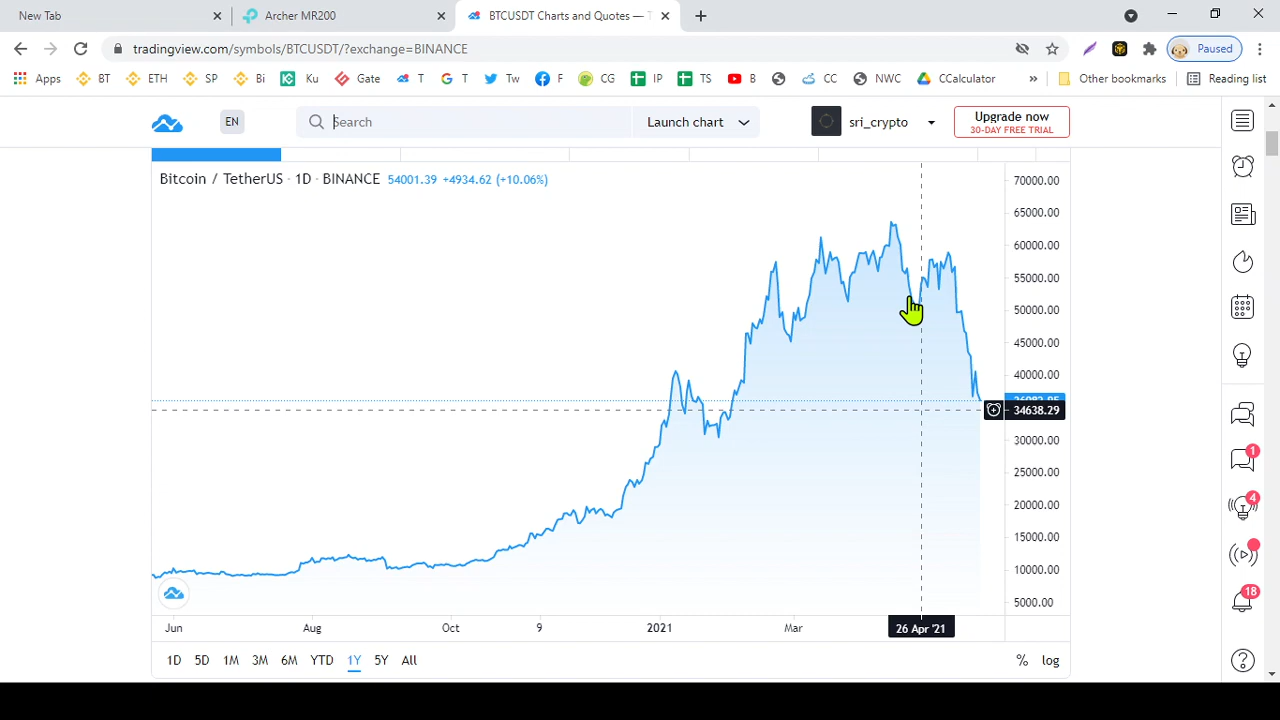 New Tab
Archer MR200
BTCUSDT Charts and Quotes — T
tradingview.com/symbols/BTCUSDT/?exchange=BINANCE
Paused
Apps
BT
ETH
SP
Bi
Ku
Gate
T
T
Tw
F
CG
IP
TS
B
CC
NWC
CCalculator
»
Other bookmarks
Reading list
EN
Search
Launch chart
sri_crypto
Upgrade now
30-DAY FREE TRIAL
Bitcoin / TetherUS · 1D · BINANCE 54001.39 +4934.62 (+10.06%)
70000.00
65000.00
60000.00
55000.00
50000.00
45000.00
40000.00
34638.29
30000.00
25000.00
20000.00
15000.00
10000.00
5000.00
Jun
Aug
Oct
9
2021
Mar
26 Apr '21
1D 5D 1M 3M 6M YTD 1Y 5Y All
% log
1
4
18